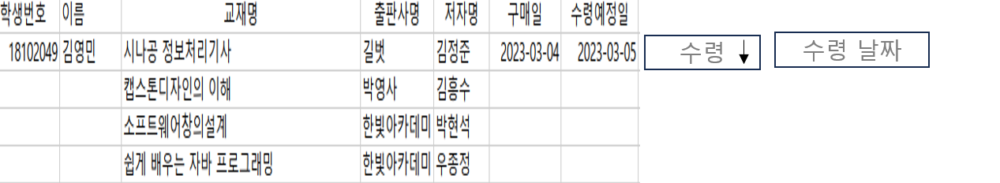 학생번호 이름 교재명 출판사명 저자명 구매일 수령예정일
18102049 김영민 시나공 정보처리기사 길벗 김정준 2023-03-04 2023-03-05 수령 수령 날짜
캡스톤디자인의 이해 박영사 김흥수
소프트웨어창의설계 한빛아카데미 박현석
쉽게 배우는 자바 프로그래밍 한빛아카데미 우종정